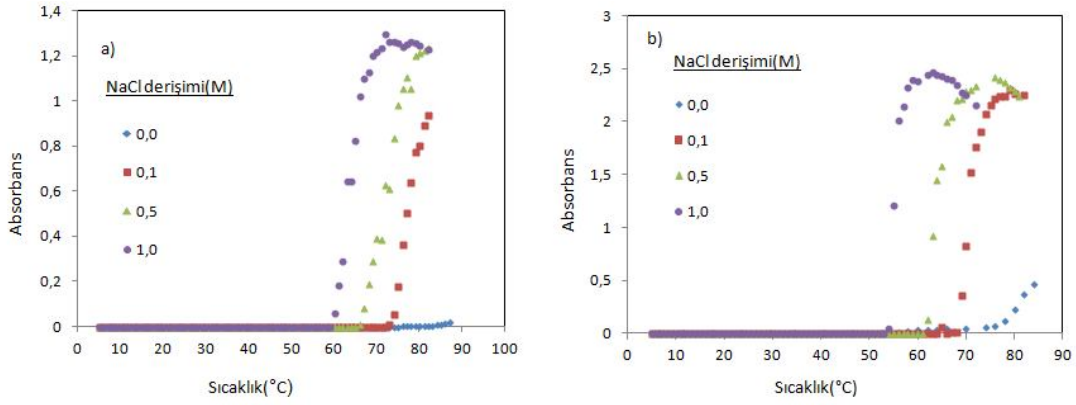 a)
NaCl derişimi(M)
0,0
0,1
0,5
1,0
Absorbans
1,4
1,2
1
0,8
0,6
0,4
0,2
0
0 10 20 30 40 50 60 70 80 90 100
Sıcaklık(°C)
b)
NaCl derişimi(M)
0,0
0,1
0,5
1,0
Absorbans
3
2,5
2
1,5
1
0,5
0
0 10 20 30 40 50 60 70 80 90
Sıcaklık(°C)